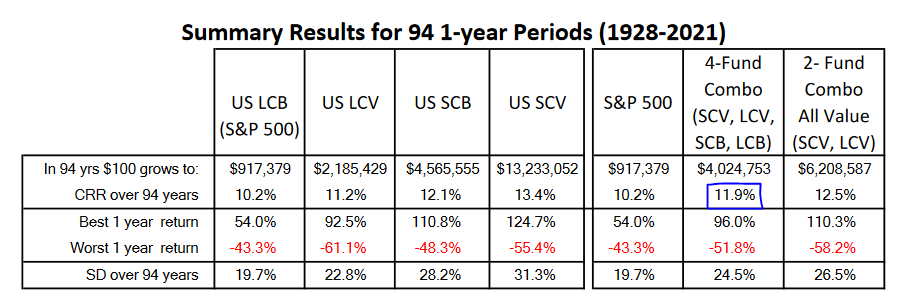 Summary Results for 94 1-year Periods (1928-2021)
US LCB (S&P 500) US LCV US SCB US SCV S&P 500 4-Fund Combo (SCV, LCV, SCB, LCB) 2- Fund Combo All Value (SCV, LCV)
In 94 yrs $100 grows to: $917,379 $2,185,429 $4,565,555 $13,233,052 $917,379 $4,024,753 $6,208,587
CRR over 94 years 10.2% 11.2% 12.1% 13.4% 10.2% 11.9% 12.5%
Best 1 year return 54.0% 92.5% 110.8% 124.7% 54.0% 96.0% 110.3%
Worst 1 year return -43.3% -61.1% -48.3% -55.4% -43.3% -51.8% -58.2%
SD over 94 years 19.7% 22.8% 28.2% 31.3% 19.7% 24.5% 26.5%